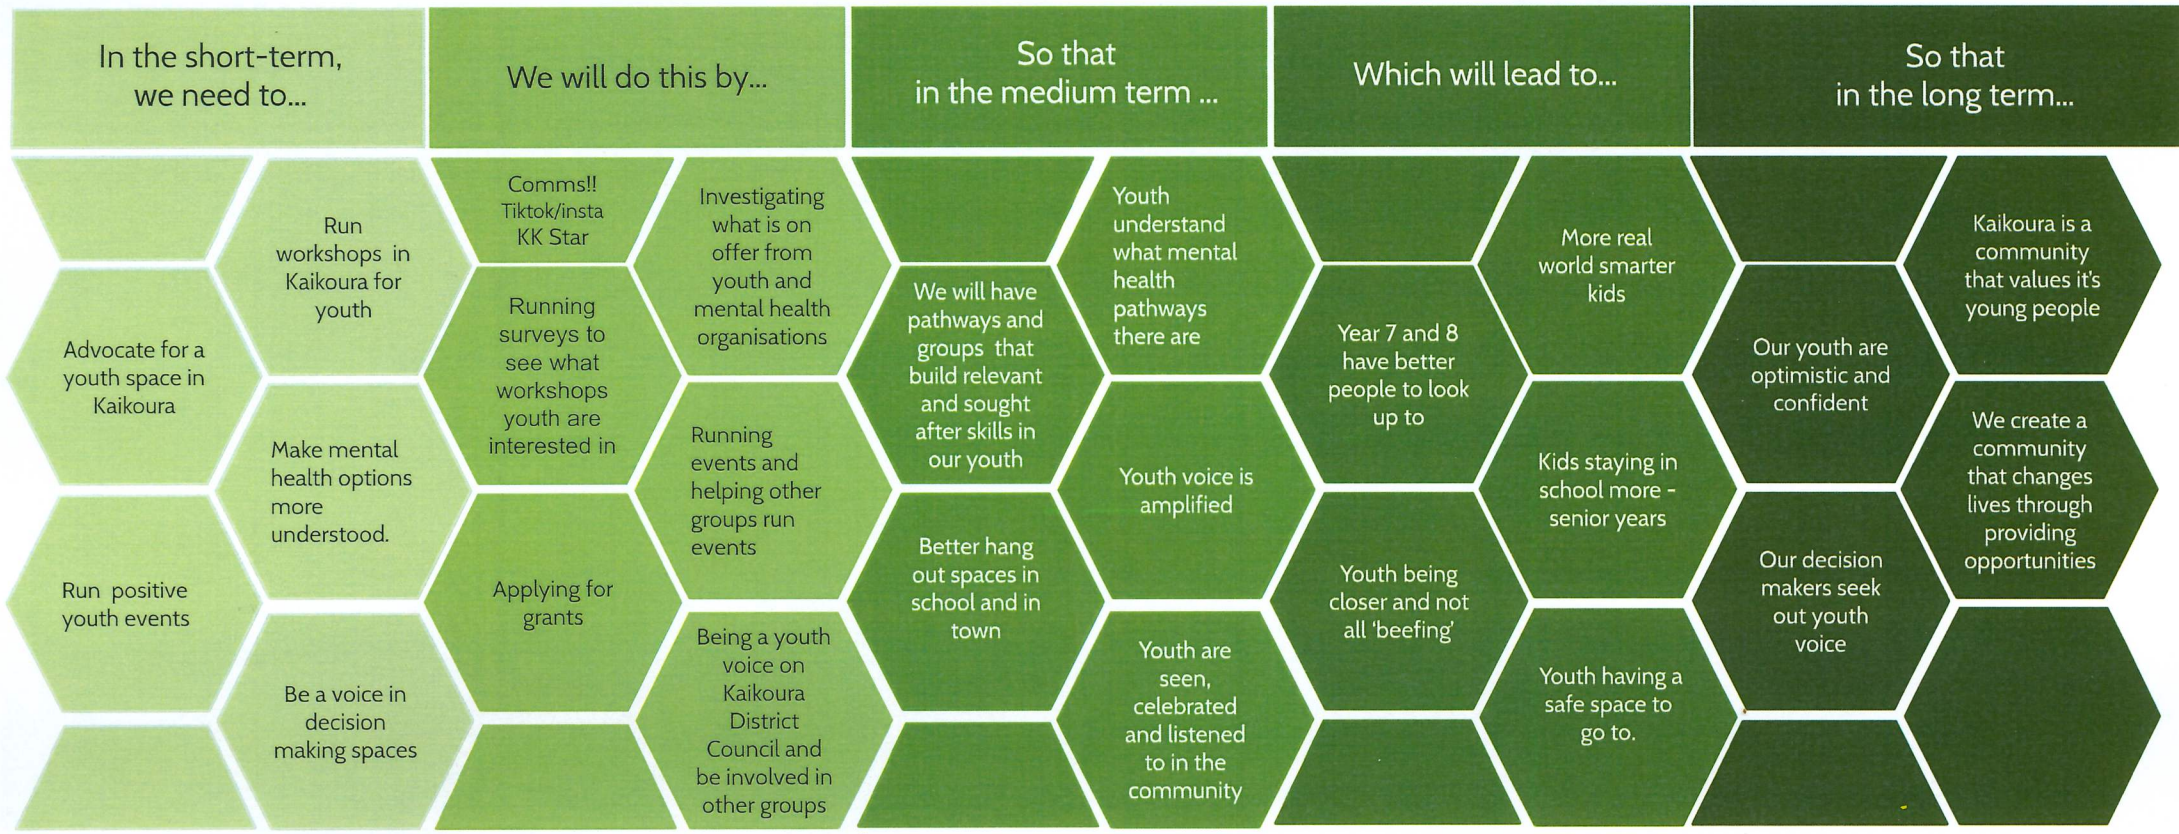 In the short-term,
we need to...
We will do this by...
So that
in the medium term ...
Which will lead to...
So that
in the long term...
Advocate for a
youth space in
Kaikoura
Run positive
youth events
Run
workshops in
Kaikoura for
youth
Make mental
health options
more
understood.
Be a voice in
decision
making spaces
Comms!!
Tiktok/insta
KK Star
Running
surveys to
see what
workshops
youth are
interested in
Applying for
grants
Investigating
what is on
offer from
youth and
mental health
organisations
Running
events and
helping other
groups run
events
Being a youth
voice on
Kaikoura
District
Council and
be involved in
other groups
We will have
pathways and
groups that
build relevant
and sought
after skills in
our youth
Better hang
out spaces in
school and in
town
Youth
understand
what mental
health
pathways
there are
Youth voice is
amplified
Youth are
seen,
celebrated
and listened
to in the
community
Year 7 and 8
have better
people to look
up to
Youth being
closer and not
all ‘beefing’
More real
world smarter
kids
Kids staying in
school more -
senior years
Youth having a
safe space to
go to.
Our youth are
optimistic and
confident
Our decision
makers seek
out youth
voice
Kaikoura is a
community
that values it's
young people
We create a
community
that changes
lives through
providing
opportunities